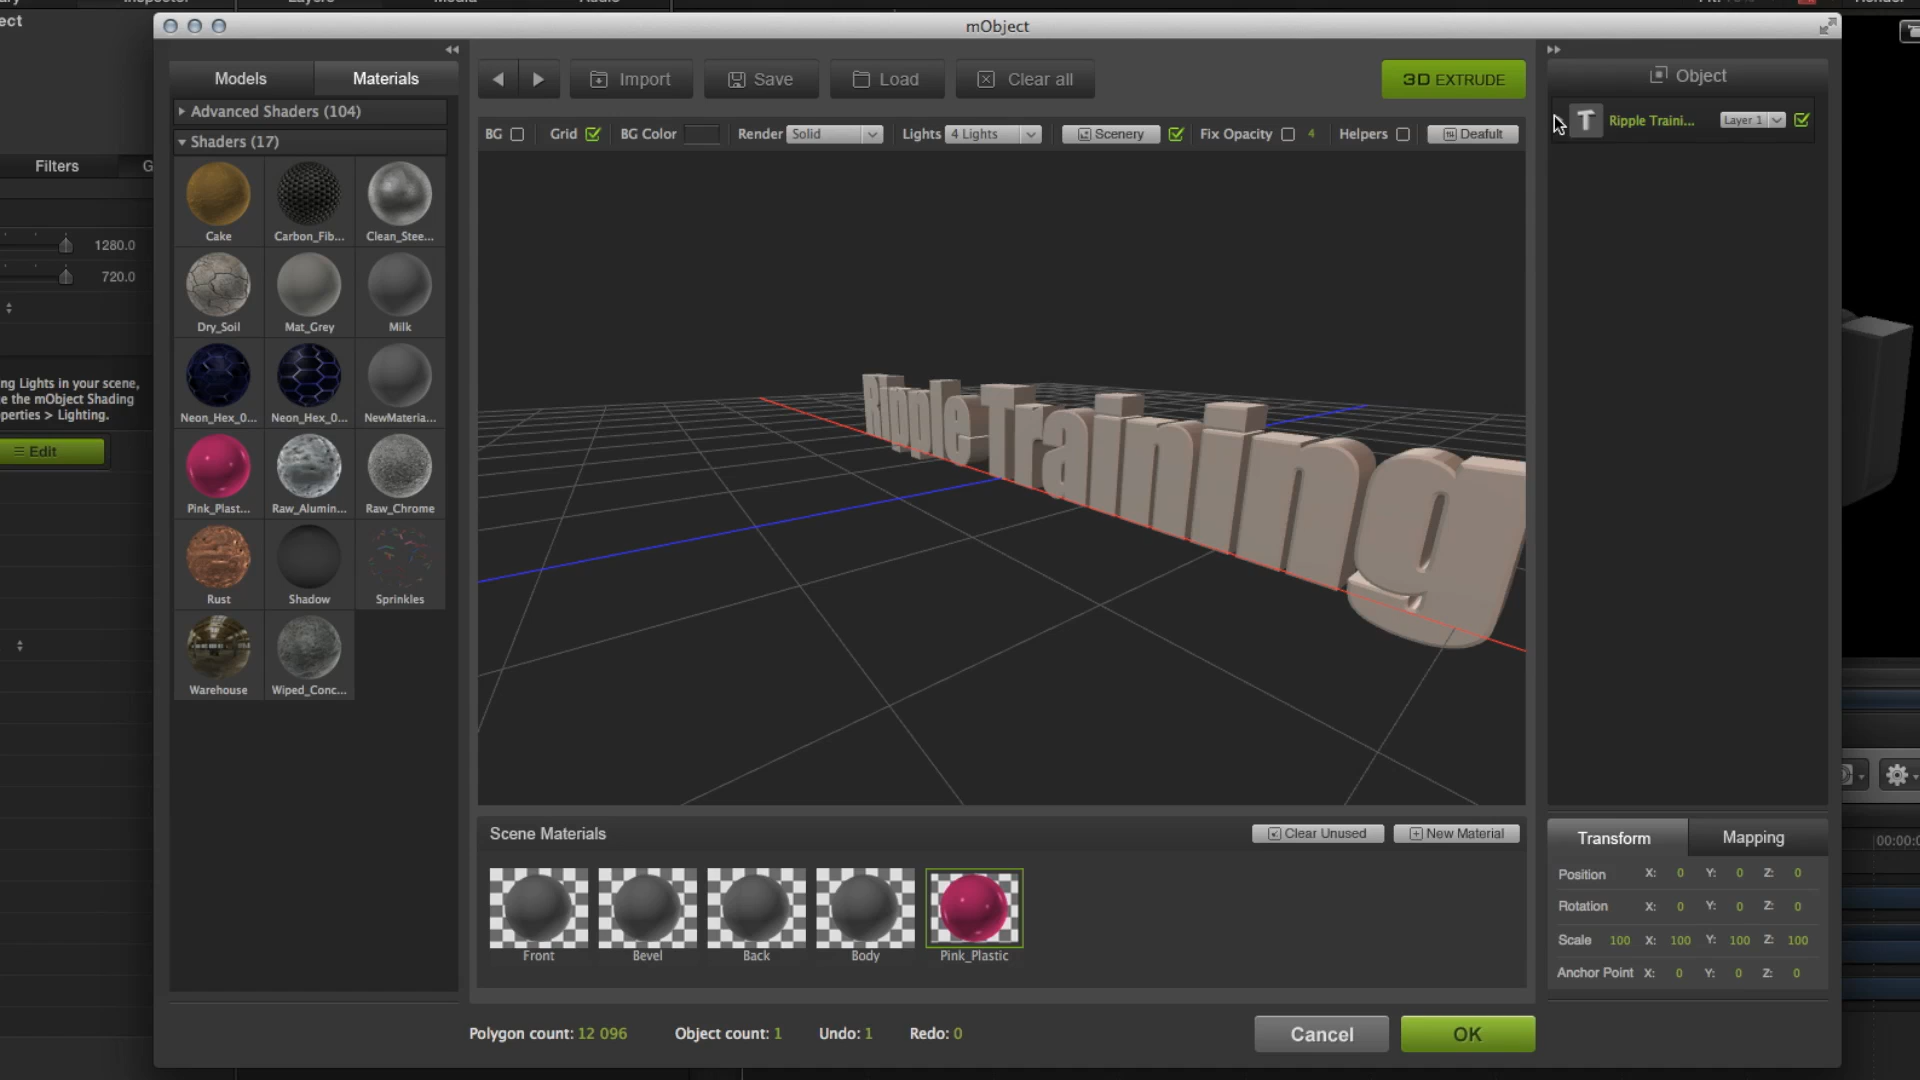 ect
mObject
Models
Materials
Import
Save
Load
Clear all
3D EXTRUDE
Object
Advanced Shaders (104)
Shaders (17)
BG
Grid
BG Color
Render
Solid
Lights
4 Lights
Scenery
Fix Opacity
4
Helpers
Deafult
Ripple Traini...
Layer 1
Filters
G
Cake
Carbon_Fib...
Clean_Stee...
1280.0
720.0
Dry_Soil
Mat_Grey
Milk
ng Lights in your scene,
e the mObject Shading
perties > Lighting.
Edit
Neon_Hex_0...
Neon_Hex_0...
NewMateria...
Ripple Training
Pink_Plast...
Raw_Alumin...
Raw_Chrome
Rust
Shadow
Sprinkles
Warehouse
Wiped_Conc...
Scene Materials
Clear Unused
New Material
Front
Bevel
Back
Body
Pink_Plastic
Transform
Mapping
Position X: 0 Y: 0 Z: 0
Rotation X: 0 Y: 0 Z: 0
Scale 100 X: 100 Y: 100 Z: 100
Anchor Point X: 0 Y: 0 Z: 0
00:00:0
Polygon count: 12 096
Object count: 1
Undo: 1
Redo: 0
Cancel
OK